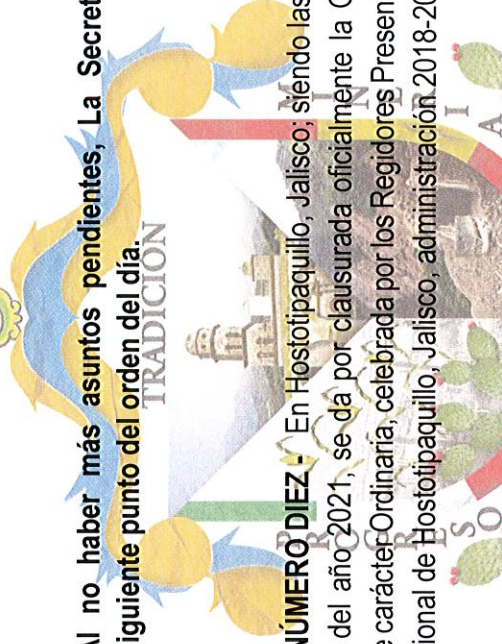 Al no haber más asuntos pendientes, La Secret
iguiente punto del orden del día.
TRADICIÓN
NÚMERO DIEZ.- En Hostotipaquillo, Jalisco; siendo las
del año 2021, se da por clausurada oficialmente la
e carácter Ordinaria, celebrada por los Regidores Presen
ional de Hostotipaquillo, Jalisco, administración 2018-20